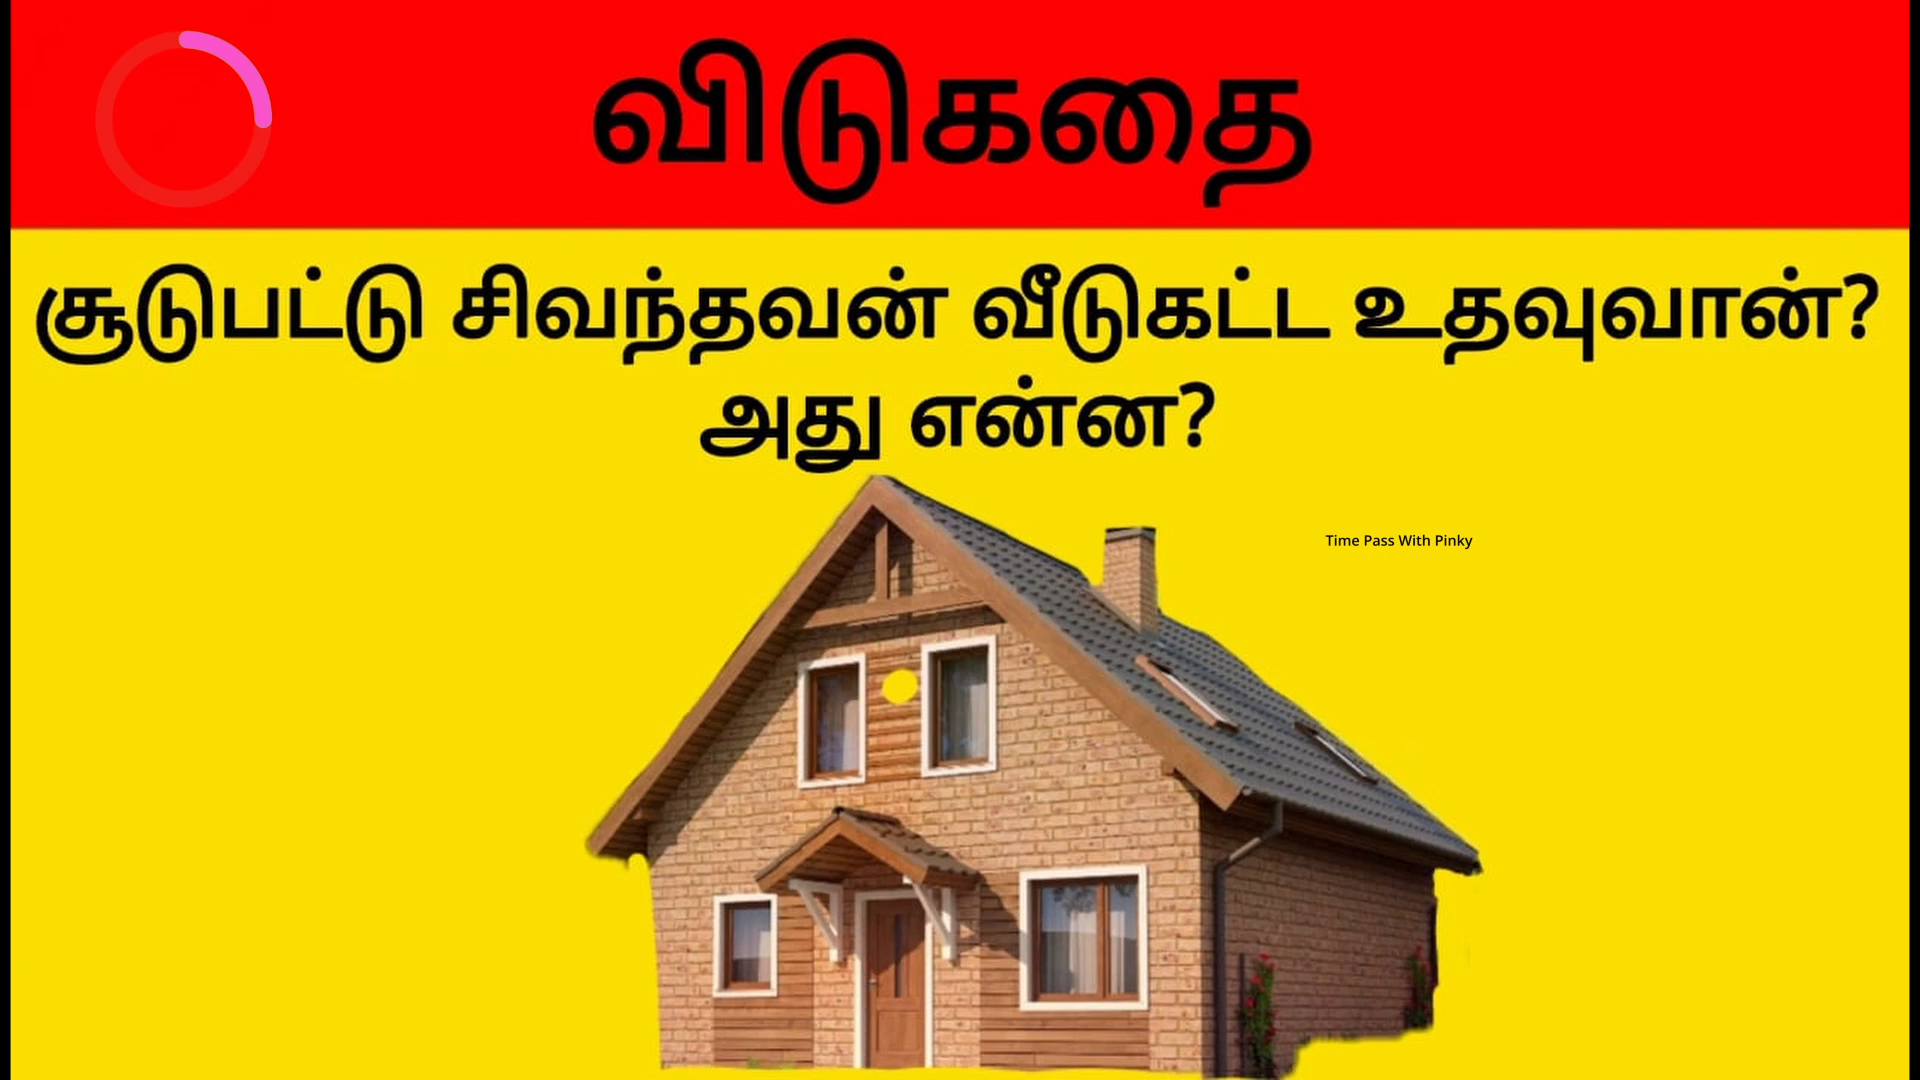 விடுகதை
சூடுபட்டு சிவந்தவன் வீடுகட்ட உதவுவான்?
அது என்ன?
Time Pass With Pinky